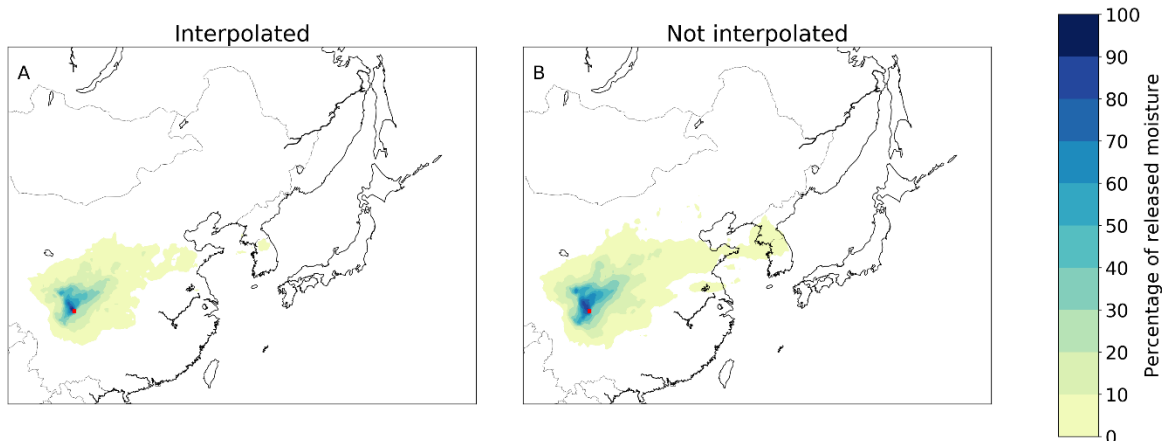 Interpolated
Not interpolated
A
B
100
90
80
70
60
50
40
30
20
10
0
Percentage of released moisture